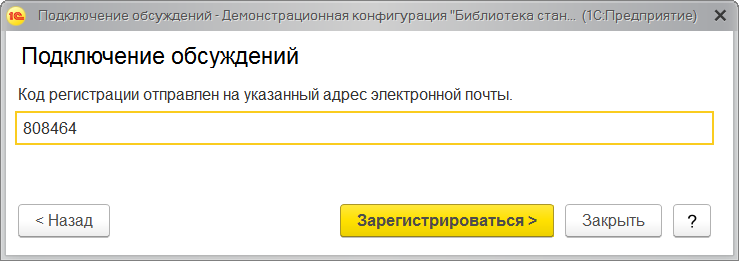 1С Подключение обсуждений - Демонстрационная конфигурация "Библиотека стан... (1С:Предприятие)
Подключение обсуждений
Код регистрации отправлен на указанный адрес электронной почты.
808464
< Назад Зарегистрироваться > Закрыть ?